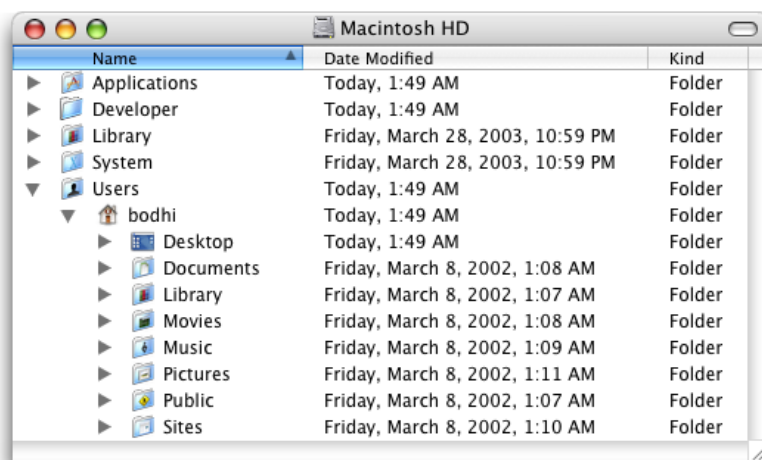 Macintosh HD
Name Date Modified Kind
Applications Today, 1:49 AM Folder
Developer Today, 1:49 AM Folder
Library Friday, March 28, 2003, 10:59 PM Folder
System Friday, March 28, 2003, 10:59 PM Folder
Users Today, 1:49 AM Folder
bodhi Today, 1:49 AM Folder
Desktop Today, 1:49 AM Folder
Documents Friday, March 8, 2002, 1:08 AM Folder
Library Friday, March 8, 2002, 1:07 AM Folder
Movies Friday, March 8, 2002, 1:08 AM Folder
Music Friday, March 8, 2002, 1:09 AM Folder
Pictures Friday, March 8, 2002, 1:11 AM Folder
Public Friday, March 8, 2002, 1:07 AM Folder
Sites Friday, March 8, 2002, 1:10 AM Folder